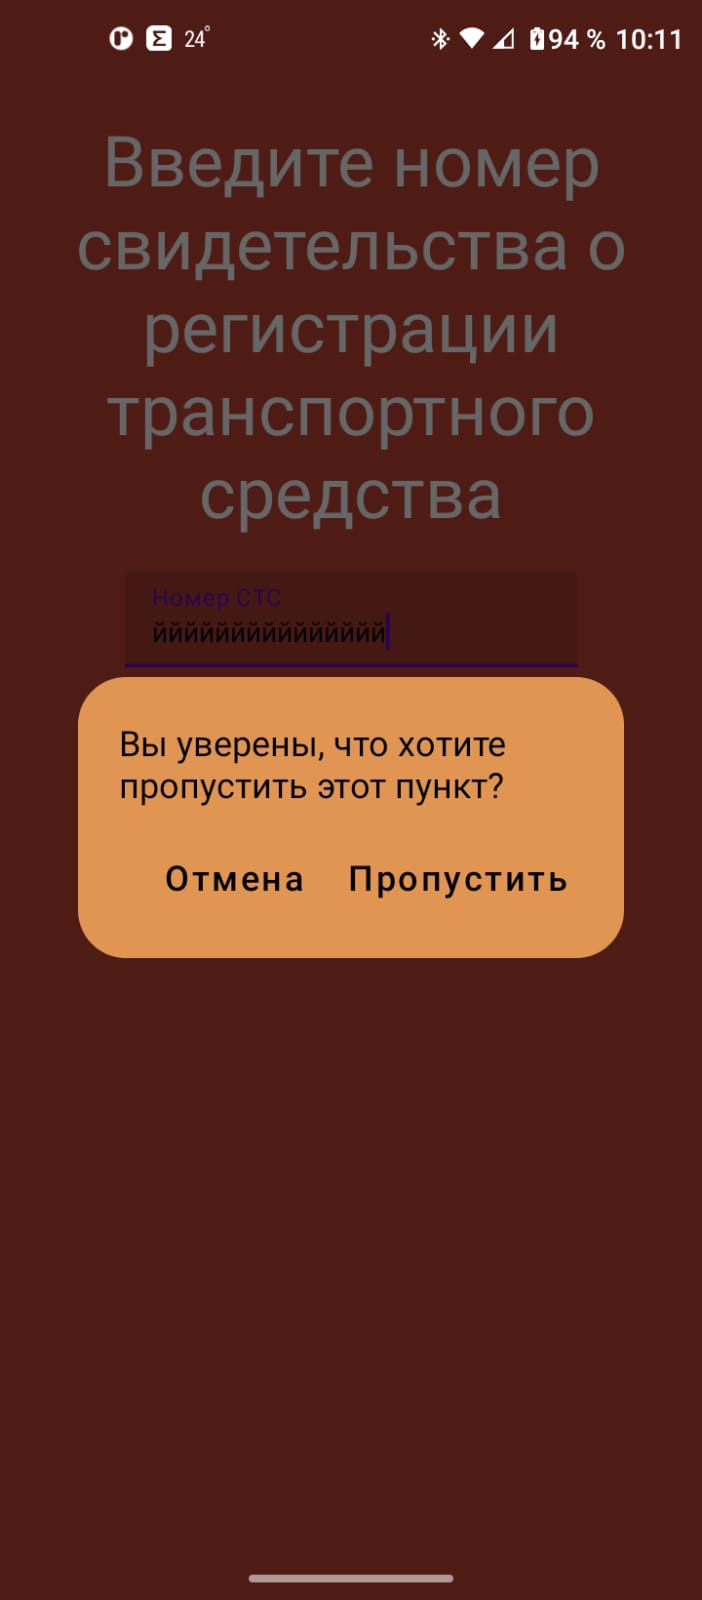 24°
94 % 10:11
Введите номер
свидетельства о
регистрации
транспортного
средства
Номер СТС
ййййййййййййййй
Вы уверены, что хотите
пропустить этот пункт?
Отмена Пропустить